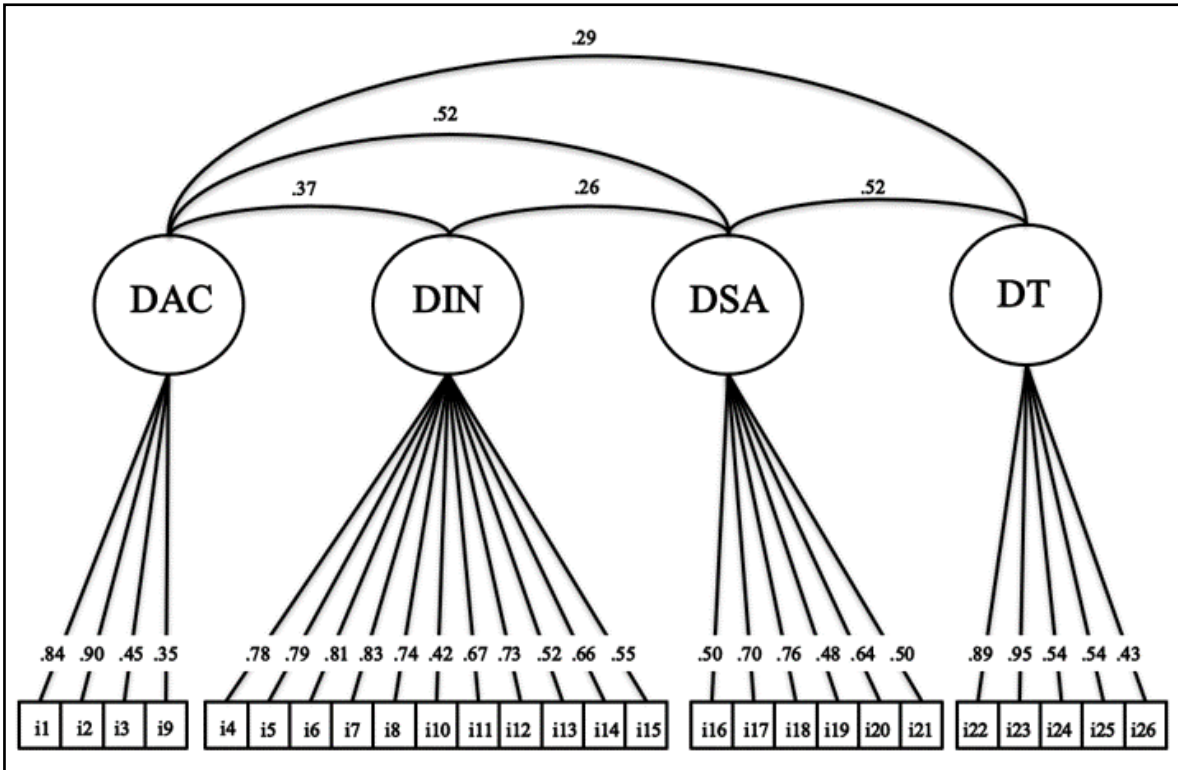 .29
.52
.37 .26 .52
DAC DIN DSA DT
.84 .90 .45 .35 .78 .79 .81 .83 .74 .42 .67 .73 .52 .66 .55 .50 .70 .76 .48 .64 .50 .89 .95 .54 .54 .43
i1 i2 i3 i9 i4 i5 i6 i7 i8 i10 i11 i12 i13 i14 i15 i16 i17 i18 i19 i20 i21 i22 i23 i24 i25 i26